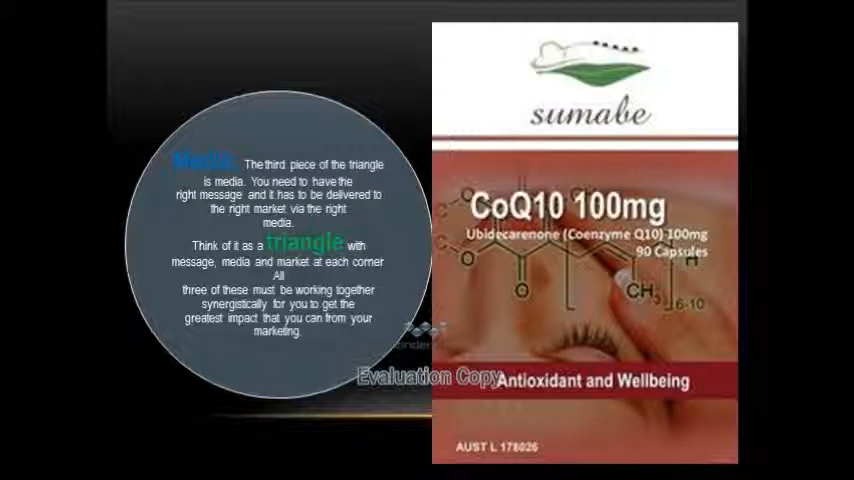 Media. The third piece of the triangle
is media. You need to have the
right message and it has to be delivered to
the right market via the right
media.
Think of it as a triangle with
message, media and market at each corner
All
three of these must be working together
synergistically for you to get the
greatest impact that you can from your
marketing.
Evaluation Copy
sumabe
CoQ10 100mg
Ubidecarenone (Coenzyme Q10) 100mg
90 Capsules
O
O
O
H
CH3
6-10
Antioxidant and Wellbeing
AUST L 178026